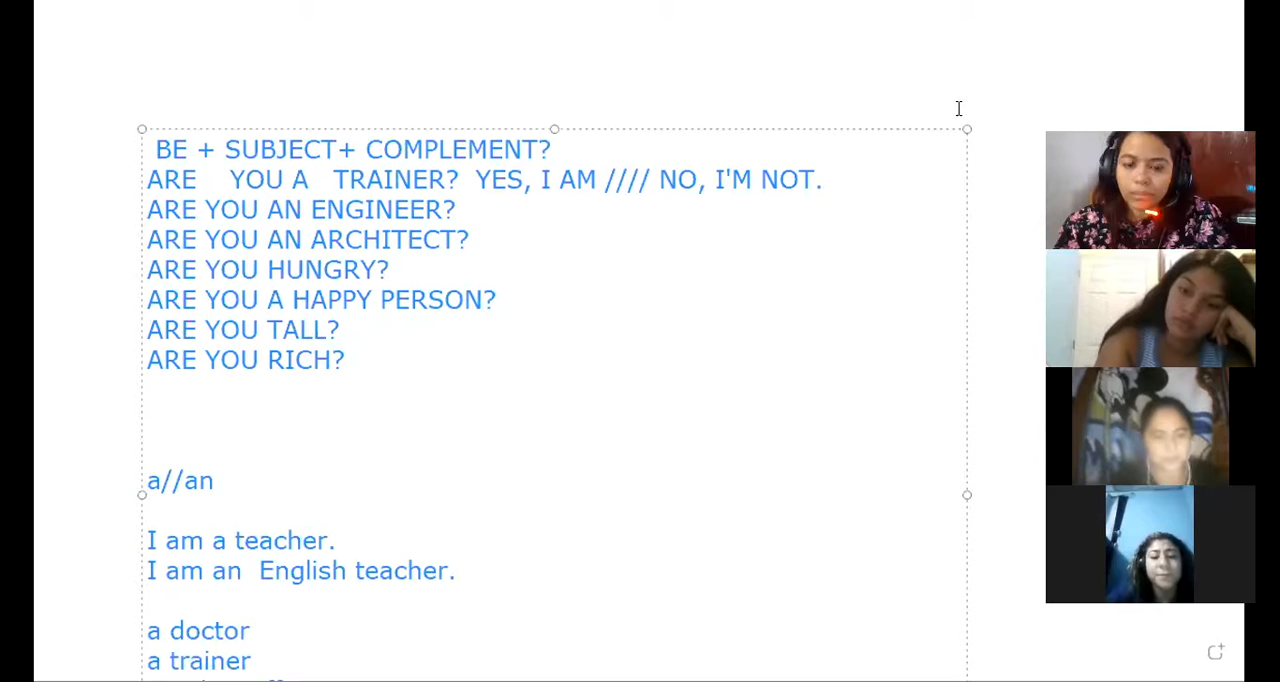 BE + SUBJECT+ COMPLEMENT?
ARE YOU A TRAINER? YES, I AM //// NO, I'M NOT.
ARE YOU AN ENGINEER?
ARE YOU AN ARCHITECT?
ARE YOU HUNGRY?
ARE YOU A HAPPY PERSON?
ARE YOU TALL?
ARE YOU RICH?
a//an
I am a teacher.
I am an English teacher.
a doctor
a trainer